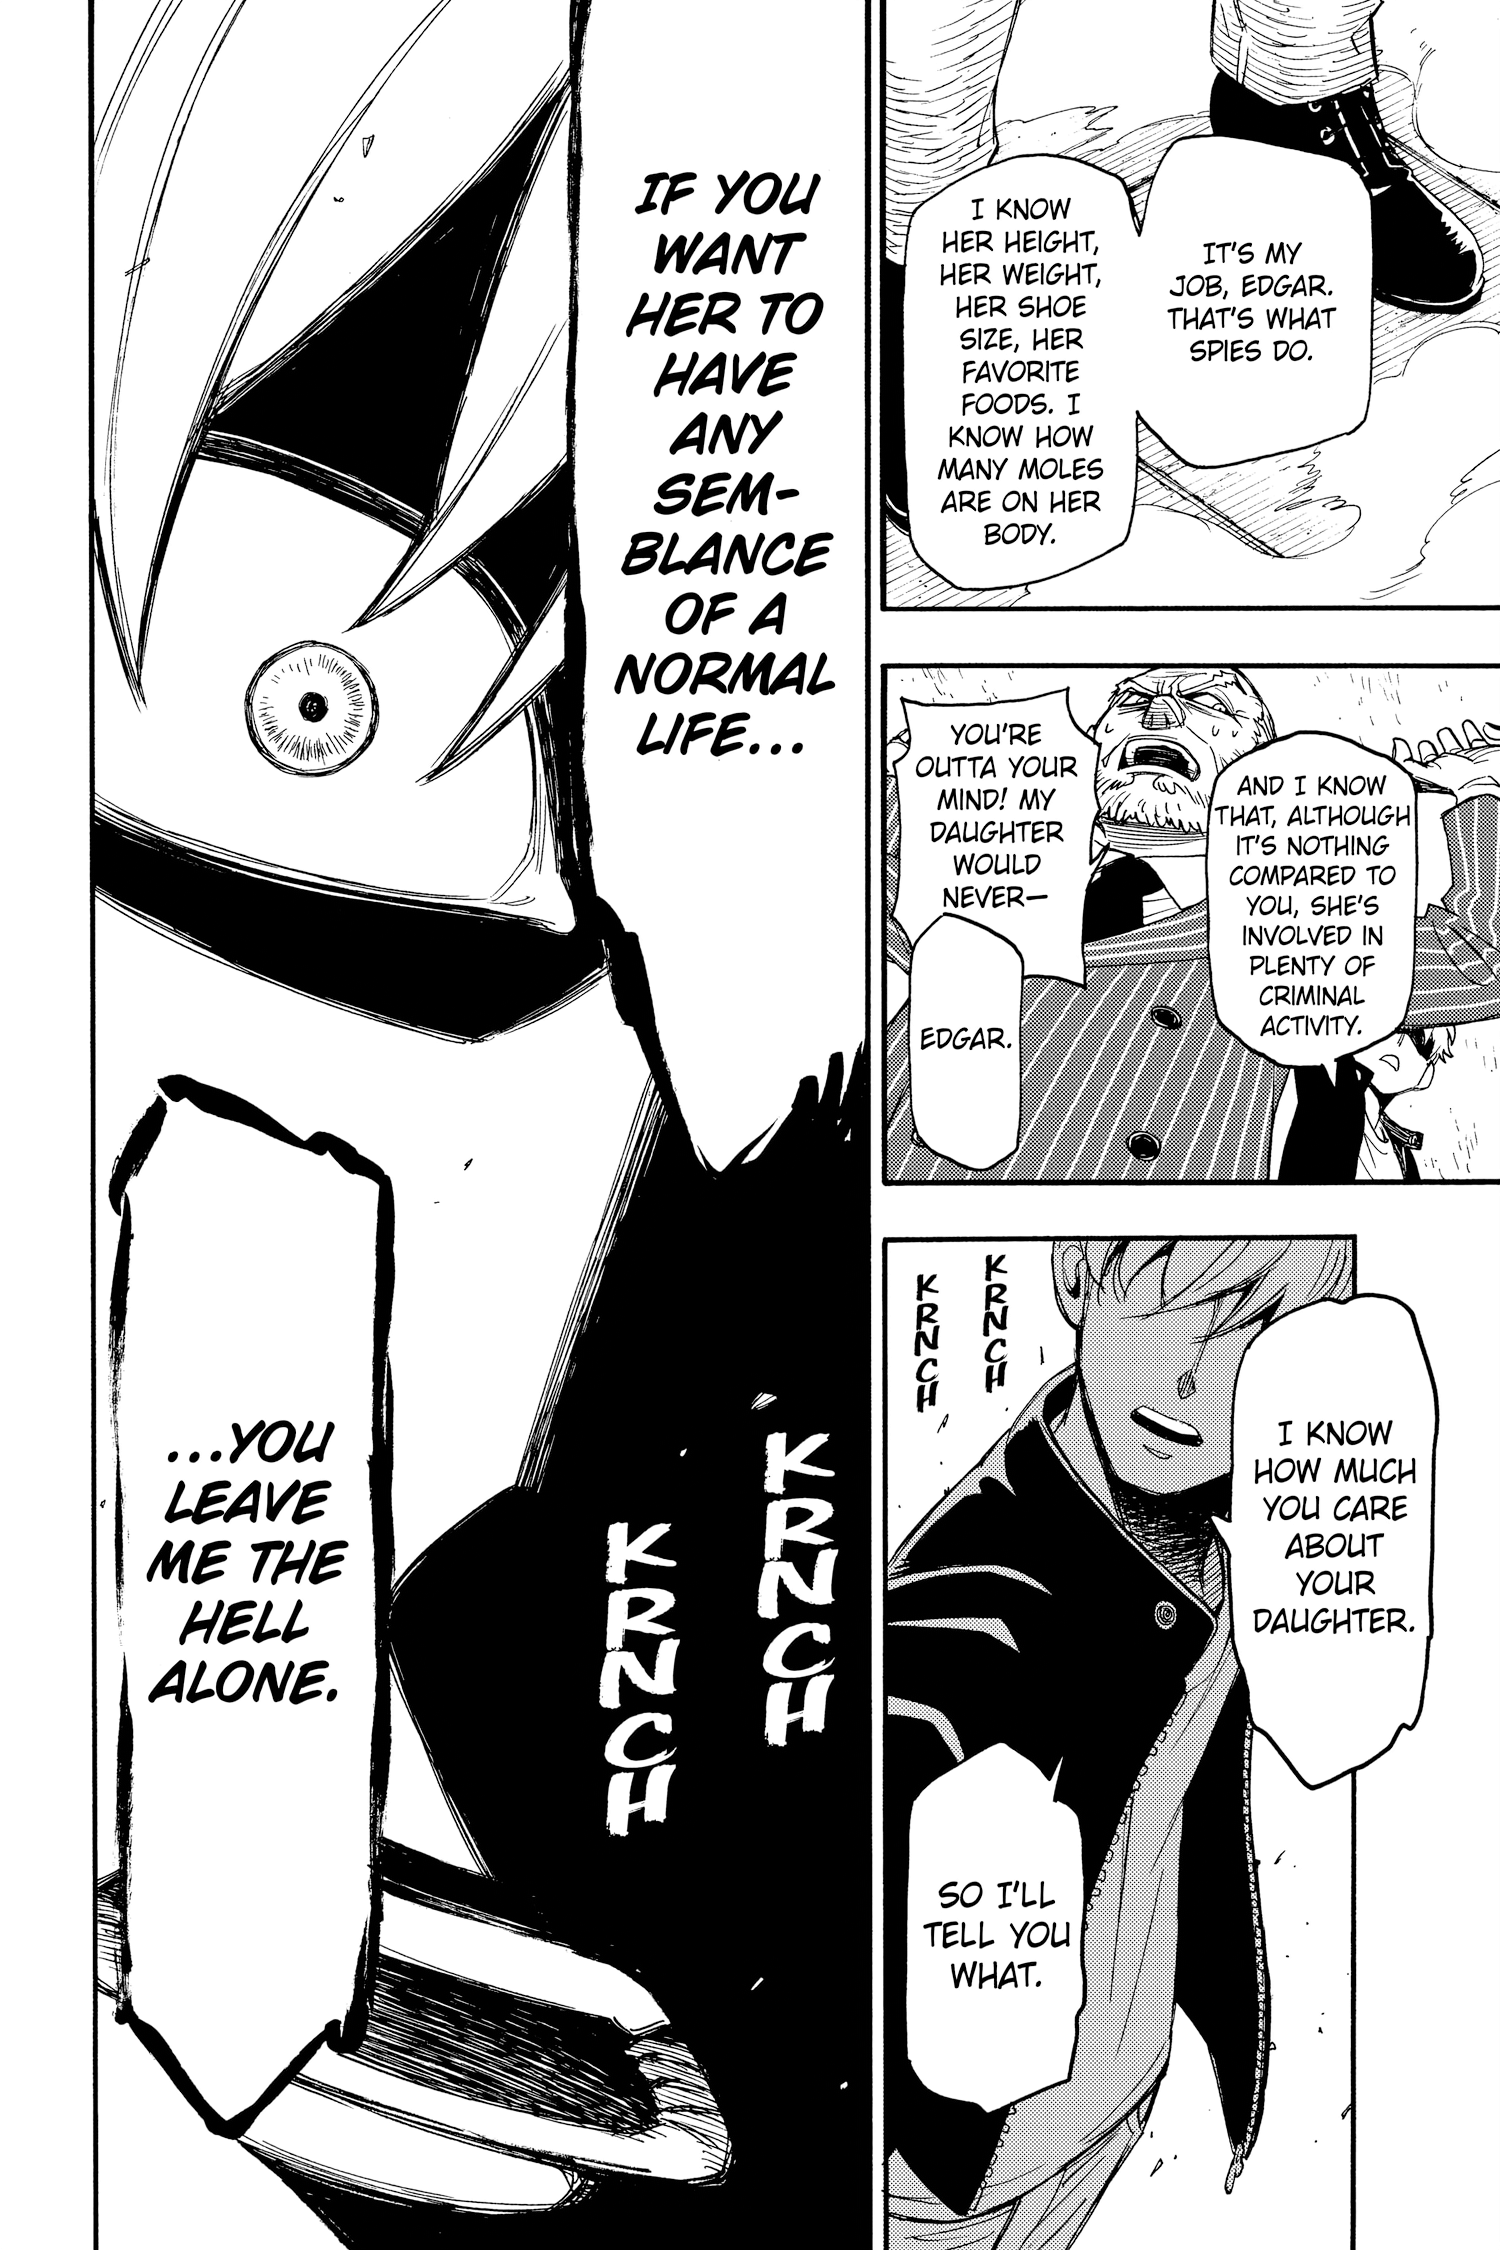 IT'S MY
JOB, EDGAR.
THAT'S WHAT
SPIES DO.
I KNOW
HER HEIGHT,
HER WEIGHT,
HER SHOE
SIZE, HER
FAVORITE
FOODS. I
KNOW HOW
MANY MOLES
ARE ON HER
BODY.
AND I KNOW
THAT, ALTHOUGH
IT'S NOTHING
COMPARED TO
YOU, SHE'S
INVOLVED IN
PLENTY OF
CRIMINAL
ACTIVITY.
YOU'RE
OUTTA YOUR
MIND! MY
DAUGHTER
WOULD
NEVER—
EDGAR.
I KNOW
HOW MUCH
YOU CARE
ABOUT
YOUR
DAUGHTER.
KRNCH
KRNCH
SO I'LL
TELL YOU
WHAT.
IF YOU
WANT
HER TO
HAVE
ANY
SEM-
BLANCE
OF A
NORMAL
LIFE...
KRNCH
KRNCH
...YOU
LEAVE
ME THE
HELL
ALONE.